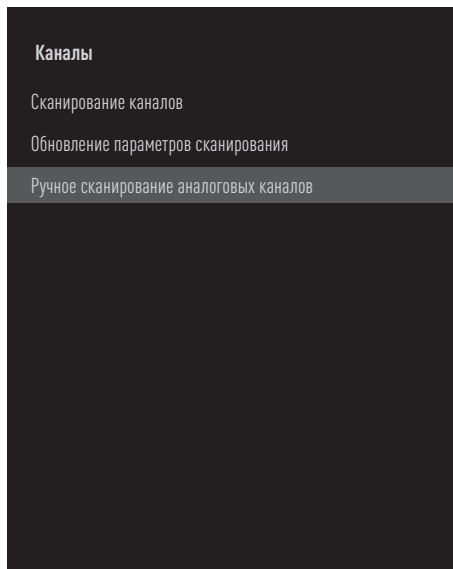 Каналы
Сканирование каналов
Обновление параметров сканирования
Ручное сканирование аналоговых каналов